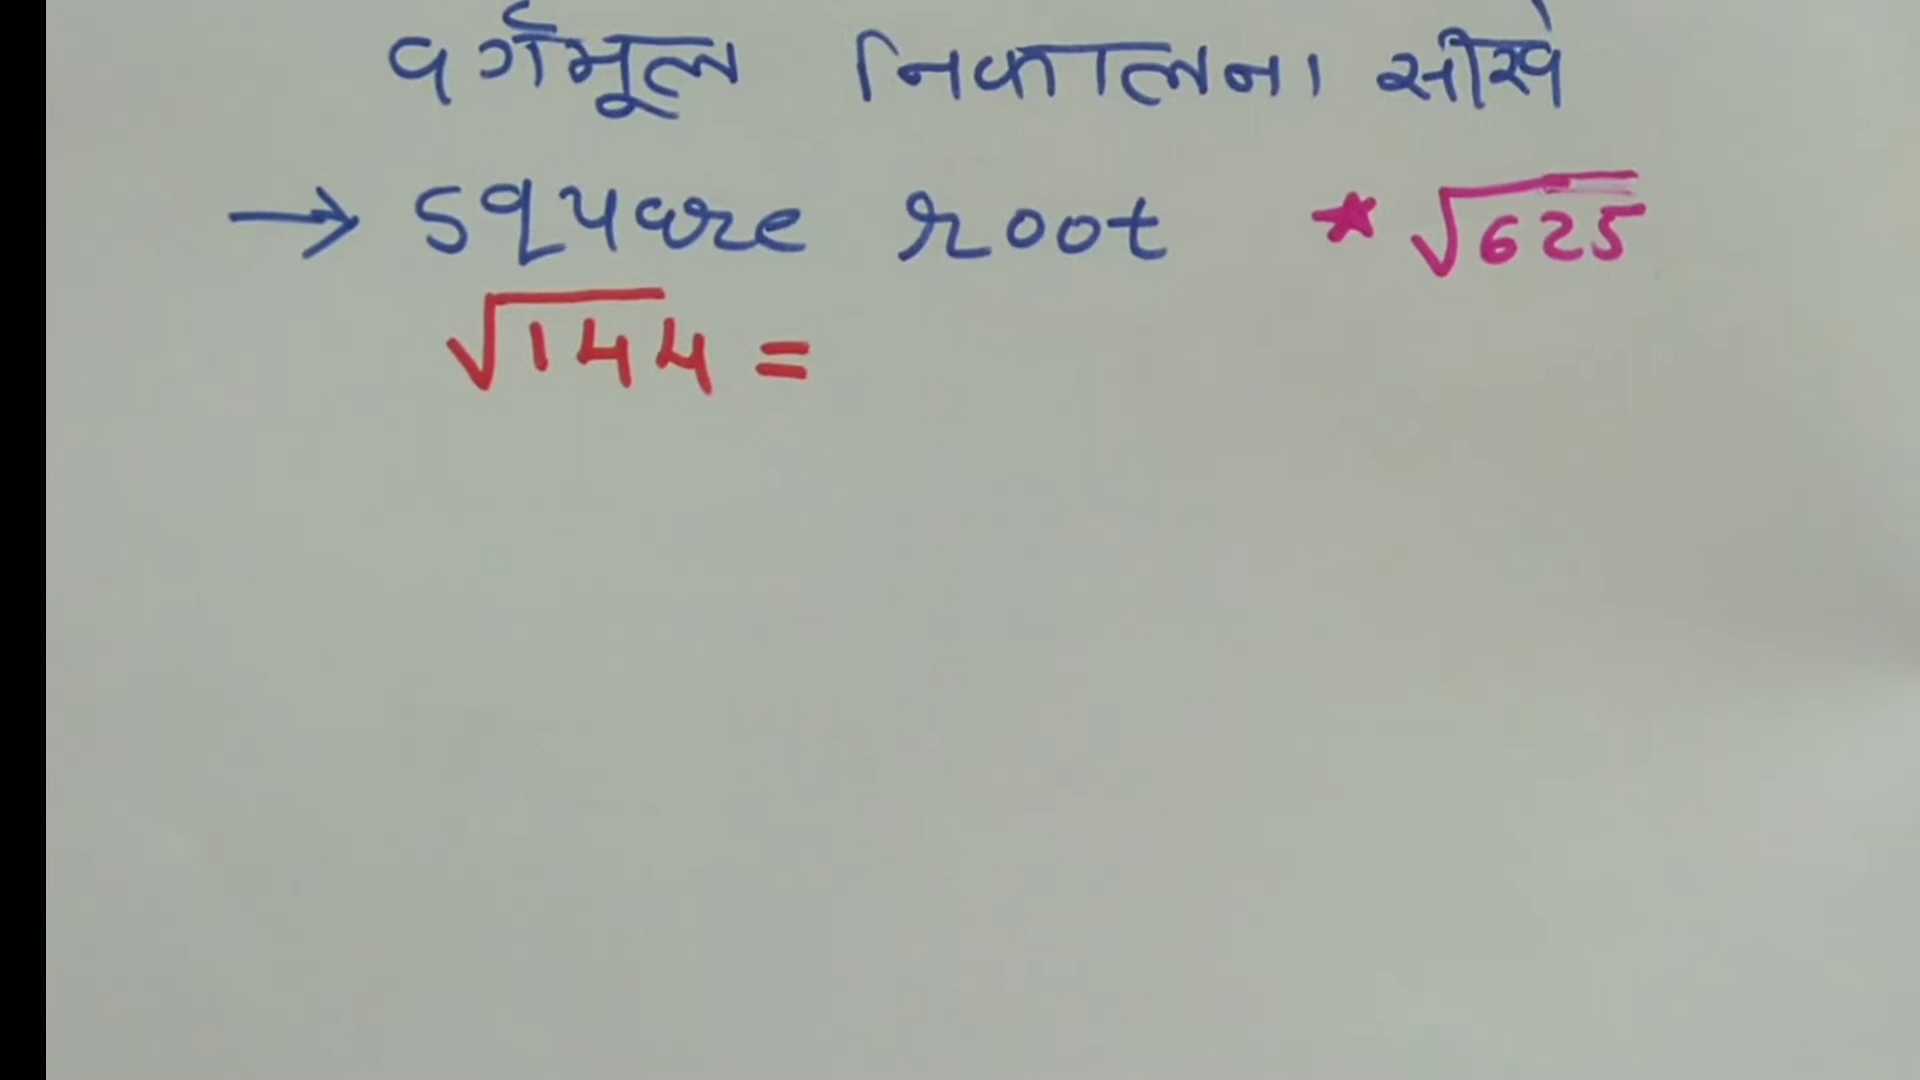 वर्गमूल निकालना सीखें
→ square root * √625
√144 =